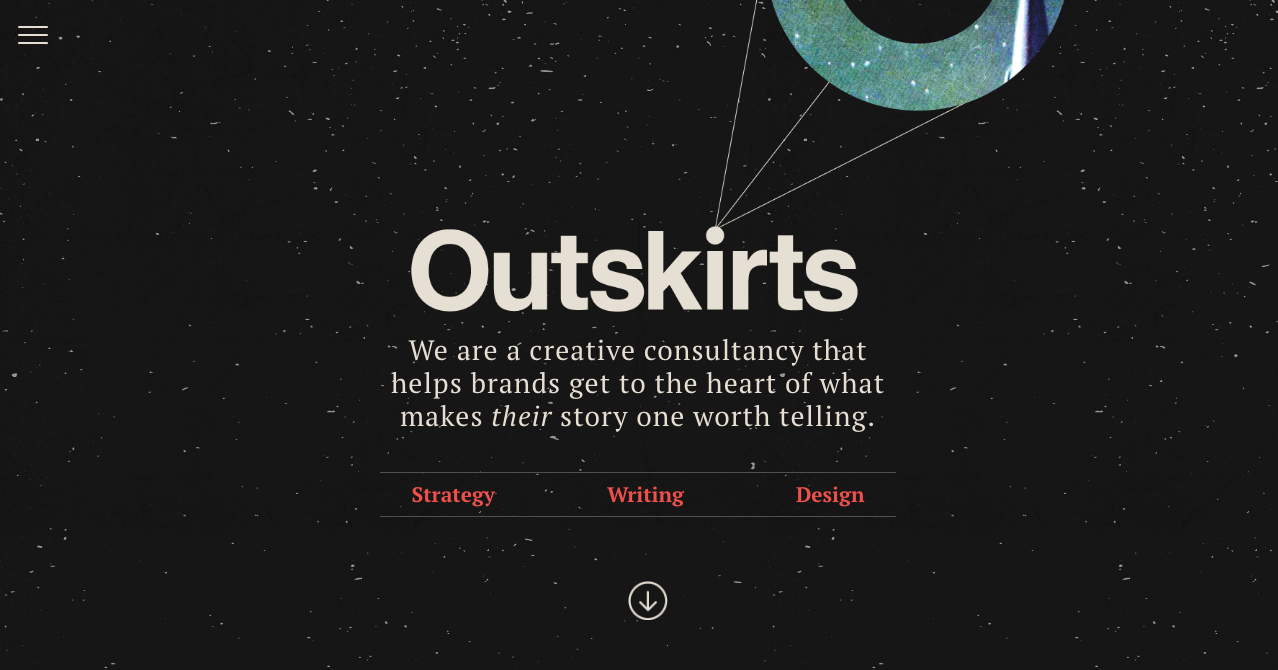 Outskirts
We are a creative consultancy that
helps brands get to the heart of what
makes their story one worth telling.
Strategy Writing Design